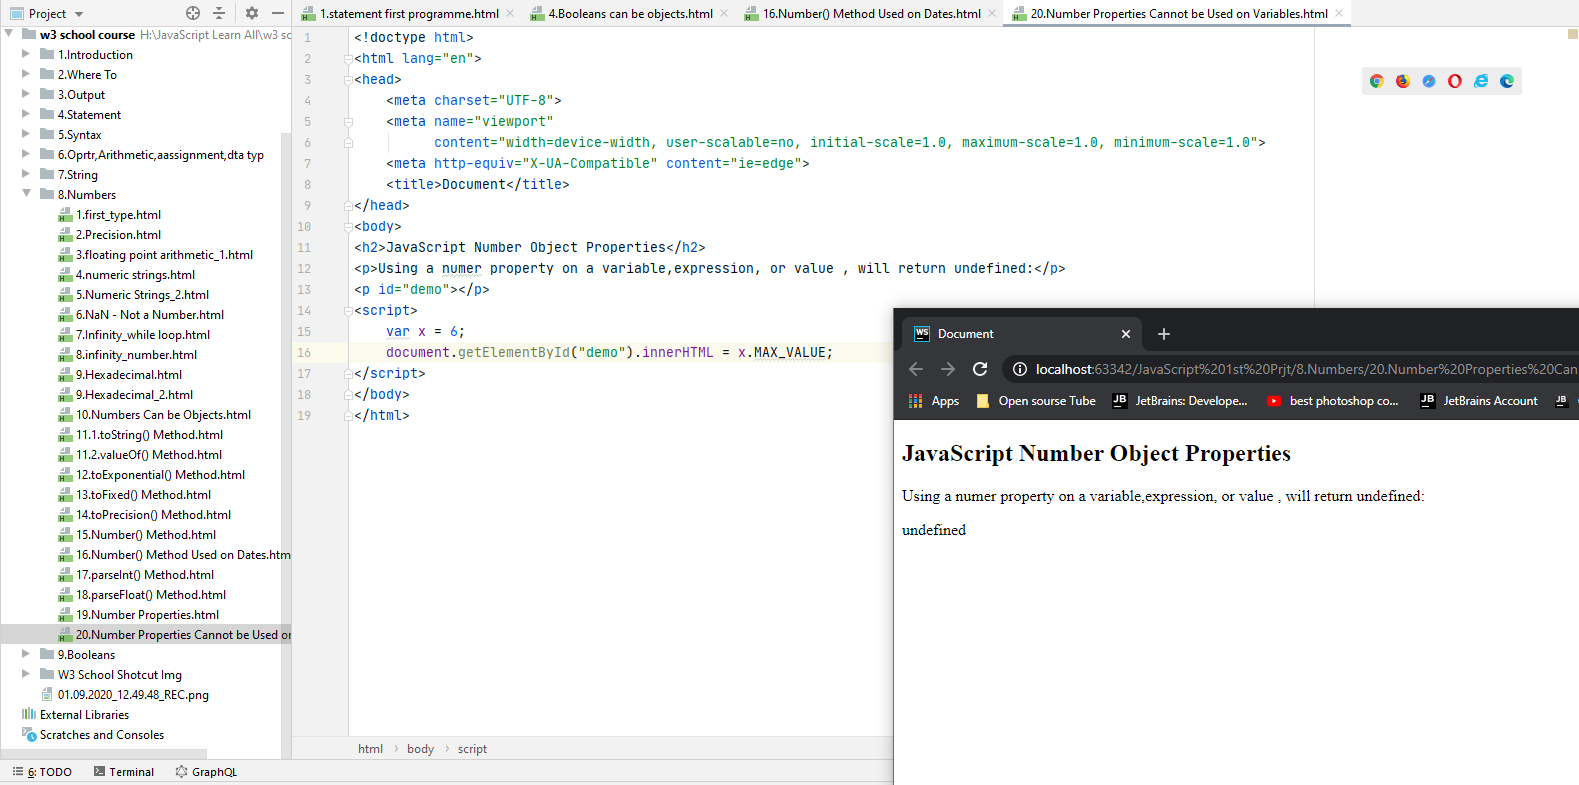 Project
w3 school course H:\JavaScript Learn All\w3 sc
1.Introduction
2.Where To
3.Output
4.Statement
5.Syntax
6.Oprtr,Arithmetic,aassignment,dta typ
7.String
8.Numbers
1.first_type.html
2.Precision.html
3.floating point arithmetic_1.html
4.numeric strings.html
5.Numeric Strings_2.html
6.NaN - Not a Number.html
7.Infinity_while loop.html
8.infinity_number.html
9.Hexadecimal.html
9.Hexadecimal_2.html
10.Numbers Can be Objects.html
11.1.toString() Method.html
11.2.valueOf() Method.html
12.toExponential() Method.html
13.toFixed() Method.html
14.toPrecision() Method.html
15.Number() Method.html
16.Number() Method Used on Dates.htm
17.parseInt() Method.html
18.parseFloat() Method.html
19.Number Properties.html
20.Number Properties Cannot be Used or
9.Booleans
W3 School Shotcut Img
01.09.2020_12.49.48_REC.png
External Libraries
Scratches and Consoles
1.statement first programme.html
4.Booleans can be objects.html
16.Number() Method Used on Dates.html
20.Number Properties Cannot be Used on Variables.html
1 <!doctype html>
2 <html lang="en">
3 <head>
4 <meta charset="UTF-8">
5 <meta name="viewport"
6 content="width=device-width, user-scalable=no, initial-scale=1.0, maximum-scale=1.0, minimum-scale=1.0">
7 <meta http-equiv="X-UA-Compatible" content="ie=edge">
8 <title>Document</title>
9 </head>
10 <body>
11 <h2>JavaScript Number Object Properties</h2>
12 <p>Using a numer property on a variable,expression, or value , will return undefined:</p>
13 <p id="demo"></p>
14 <script>
15 var x = 6;
16 document.getElementById("demo").innerHTML = x.MAX_VALUE;
17 </script>
18 </body>
19 </html>
html > body > script
WS Document
localhost:63342/JavaScript%201st%20Prjt/8.Numbers/20.Number%20Properties%20Can
Apps Open sourse Tube JB JetBrains: Develope... best photoshop co... JB JetBrains Account JB
JavaScript Number Object Properties
Using a numer property on a variable,expression, or value , will return undefined:
undefined
6: TODO Terminal GraphQL